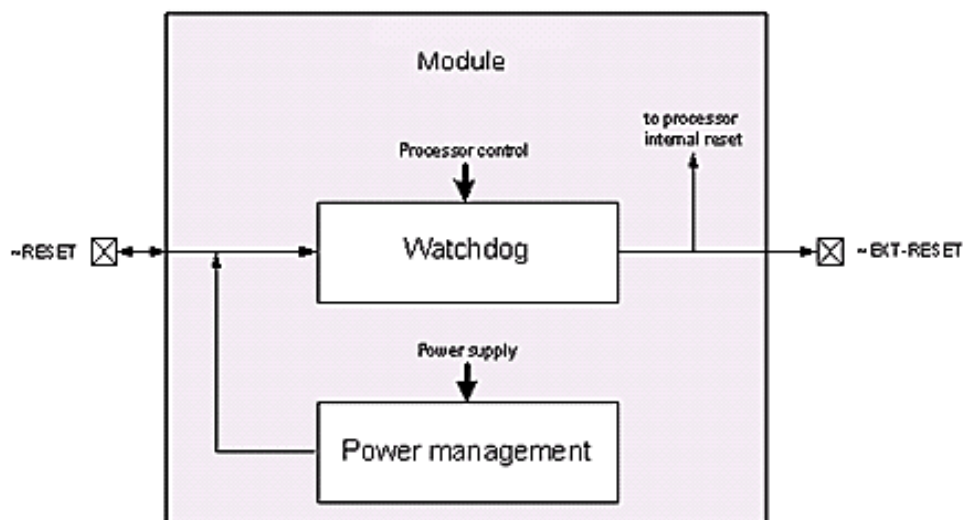 Module
to processor
internal reset
Processor control
~RESET
Watchdog
~EXT-RESET
Power supply
Power management